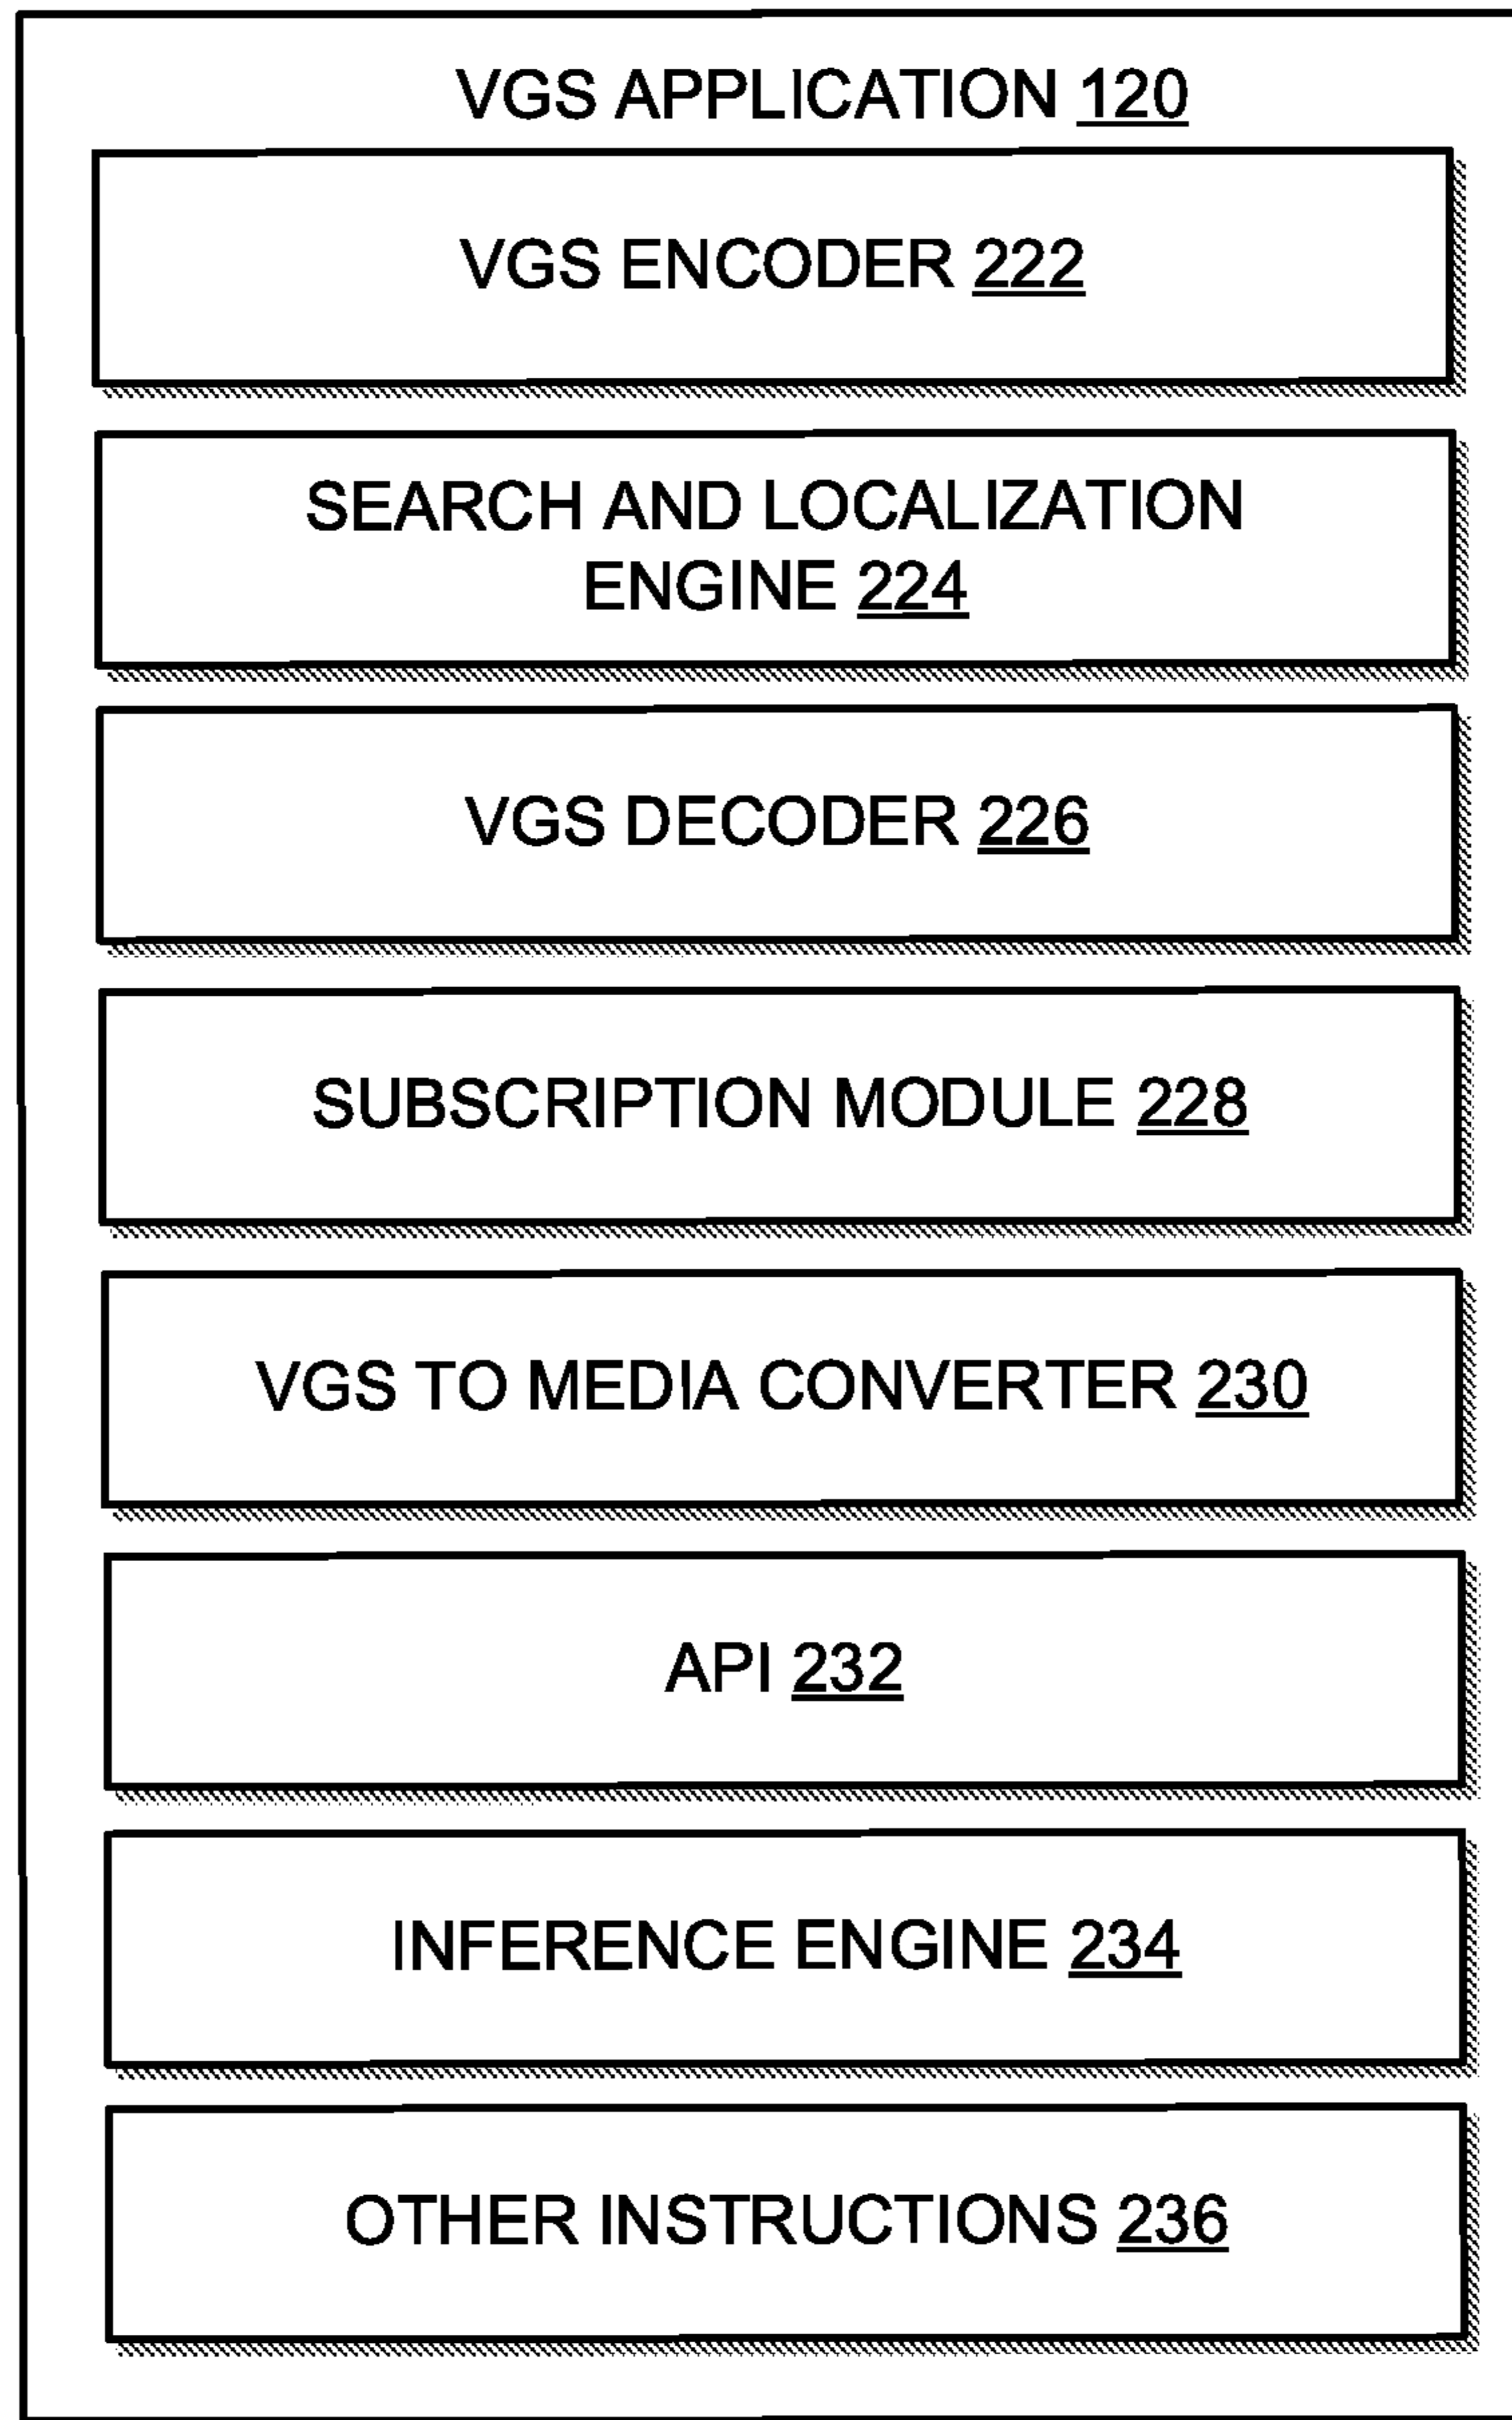 VGS APPLICATION 120
VGS ENCODER 222
SEARCH AND LOCALIZATION
ENGINE 224
VGS DECODER 226
SUBSCRIPTION MODULE 228
VGS TO MEDIA CONVERTER 230
API 232
INFERENCE ENGINE 234
OTHER INSTRUCTIONS 236